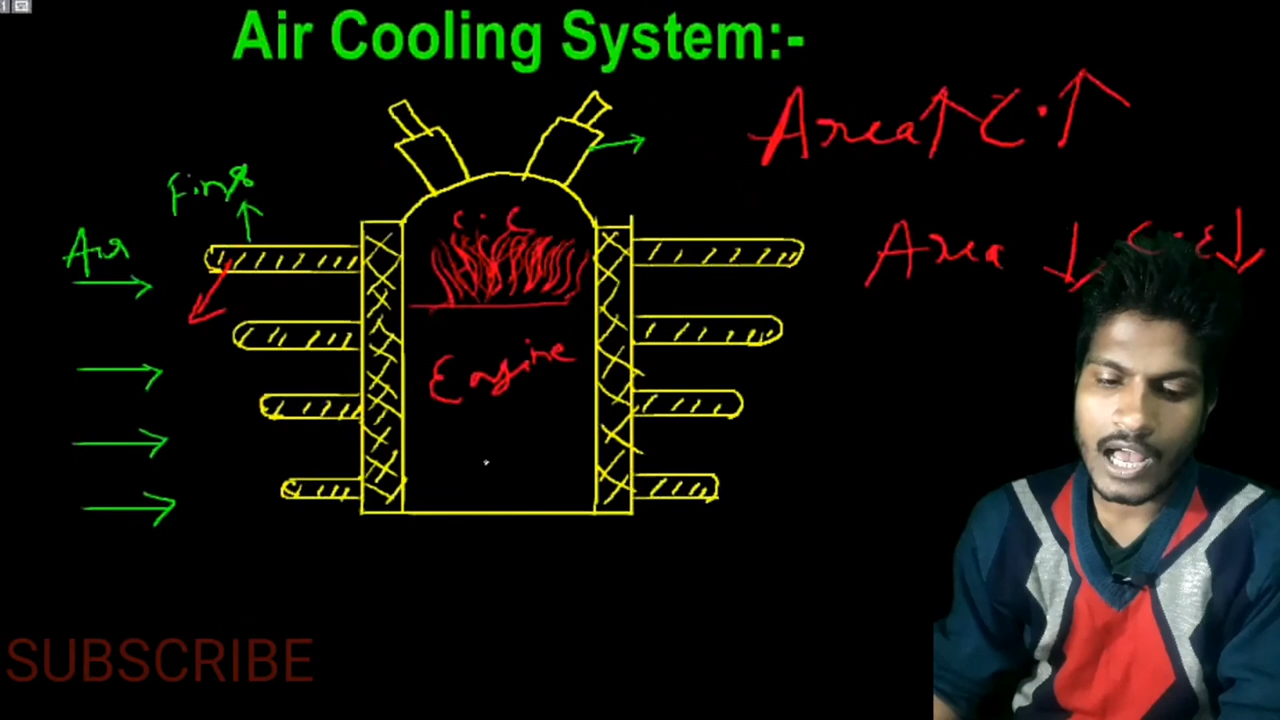 Air Cooling System:-
Area↑ C·↑
Fins
Air
Area ↓ C·E↓
C.C
Engine
SUBSCRIBE